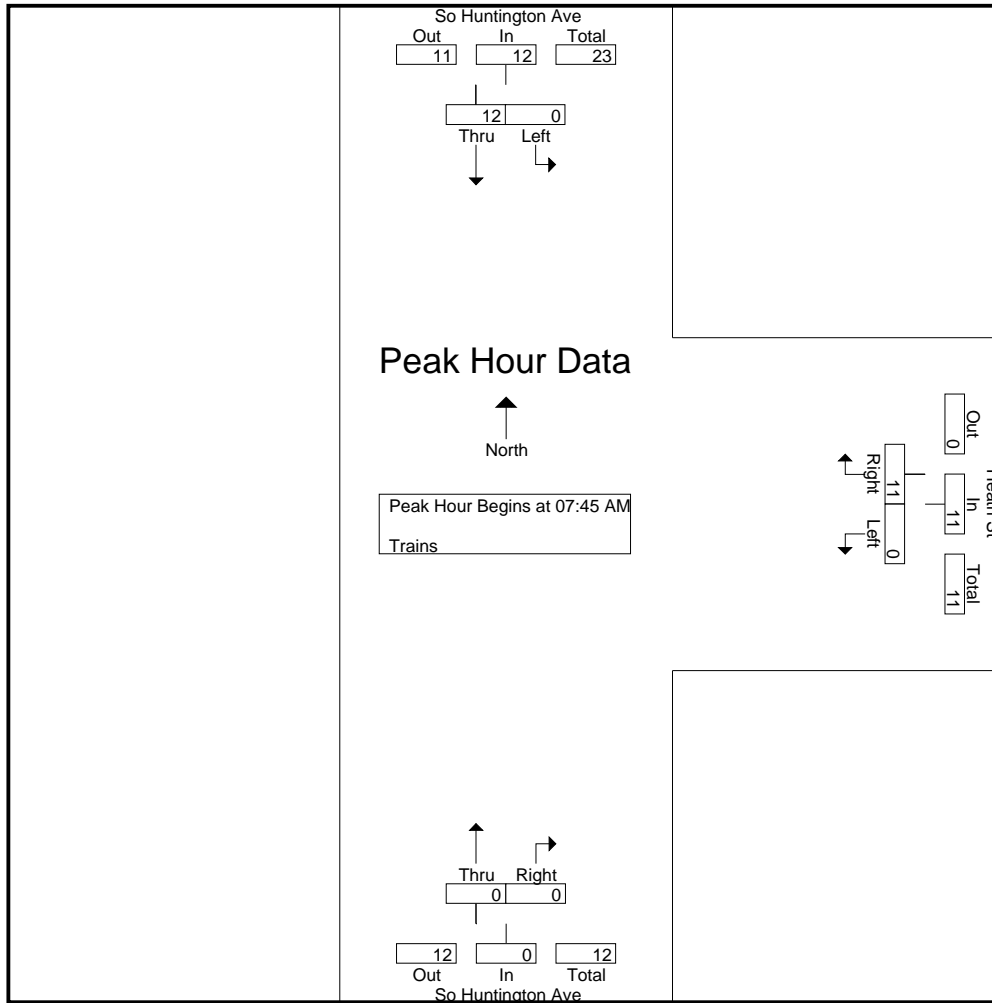 So Huntington Ave
Out In Total
11 12 23
12 0
Thru Left
Peak Hour Data
North
Peak Hour Begins at 07:45 AM
Trains
Right Left
11 0
Out In Total
0 11 11
Thru Right
0 0
12 0 12
Out In Total
So Huntington Ave